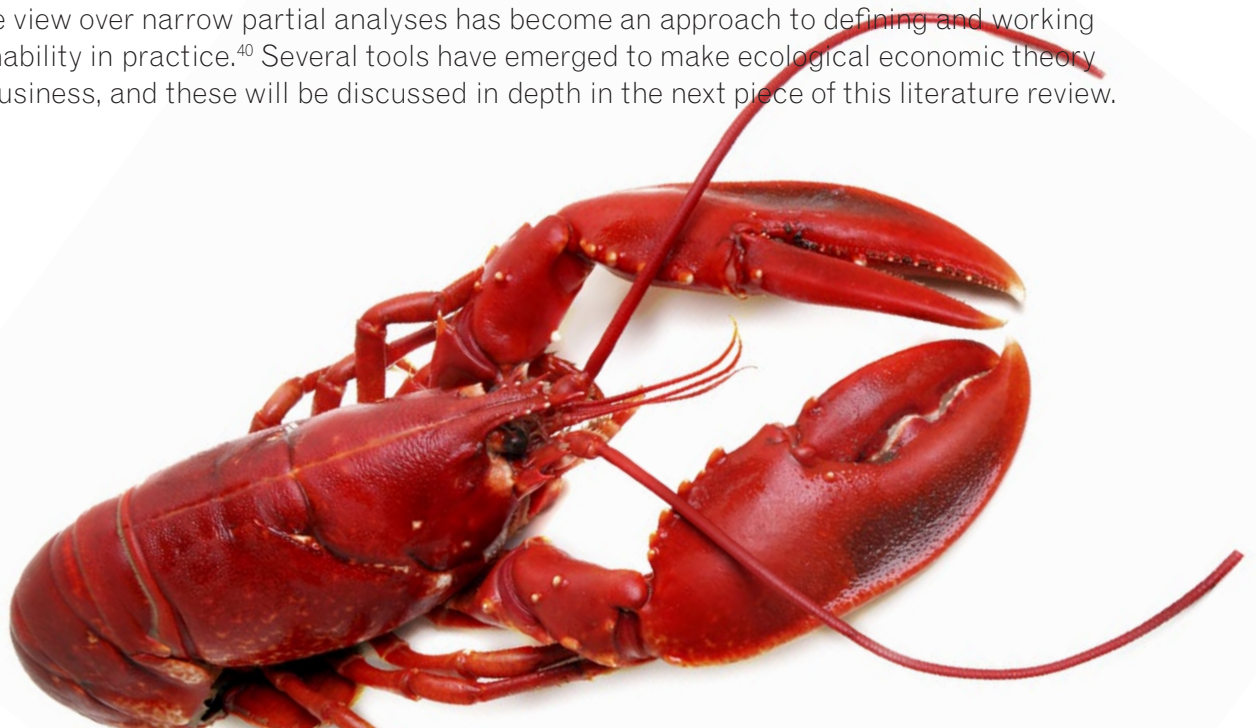 e view over narrow partial analyses has become an approach to defining and working
ability in practice.⁴⁰ Several tools have emerged to make ecological economic theory
usiness, and these will be discussed in depth in the next piece of this literature review.